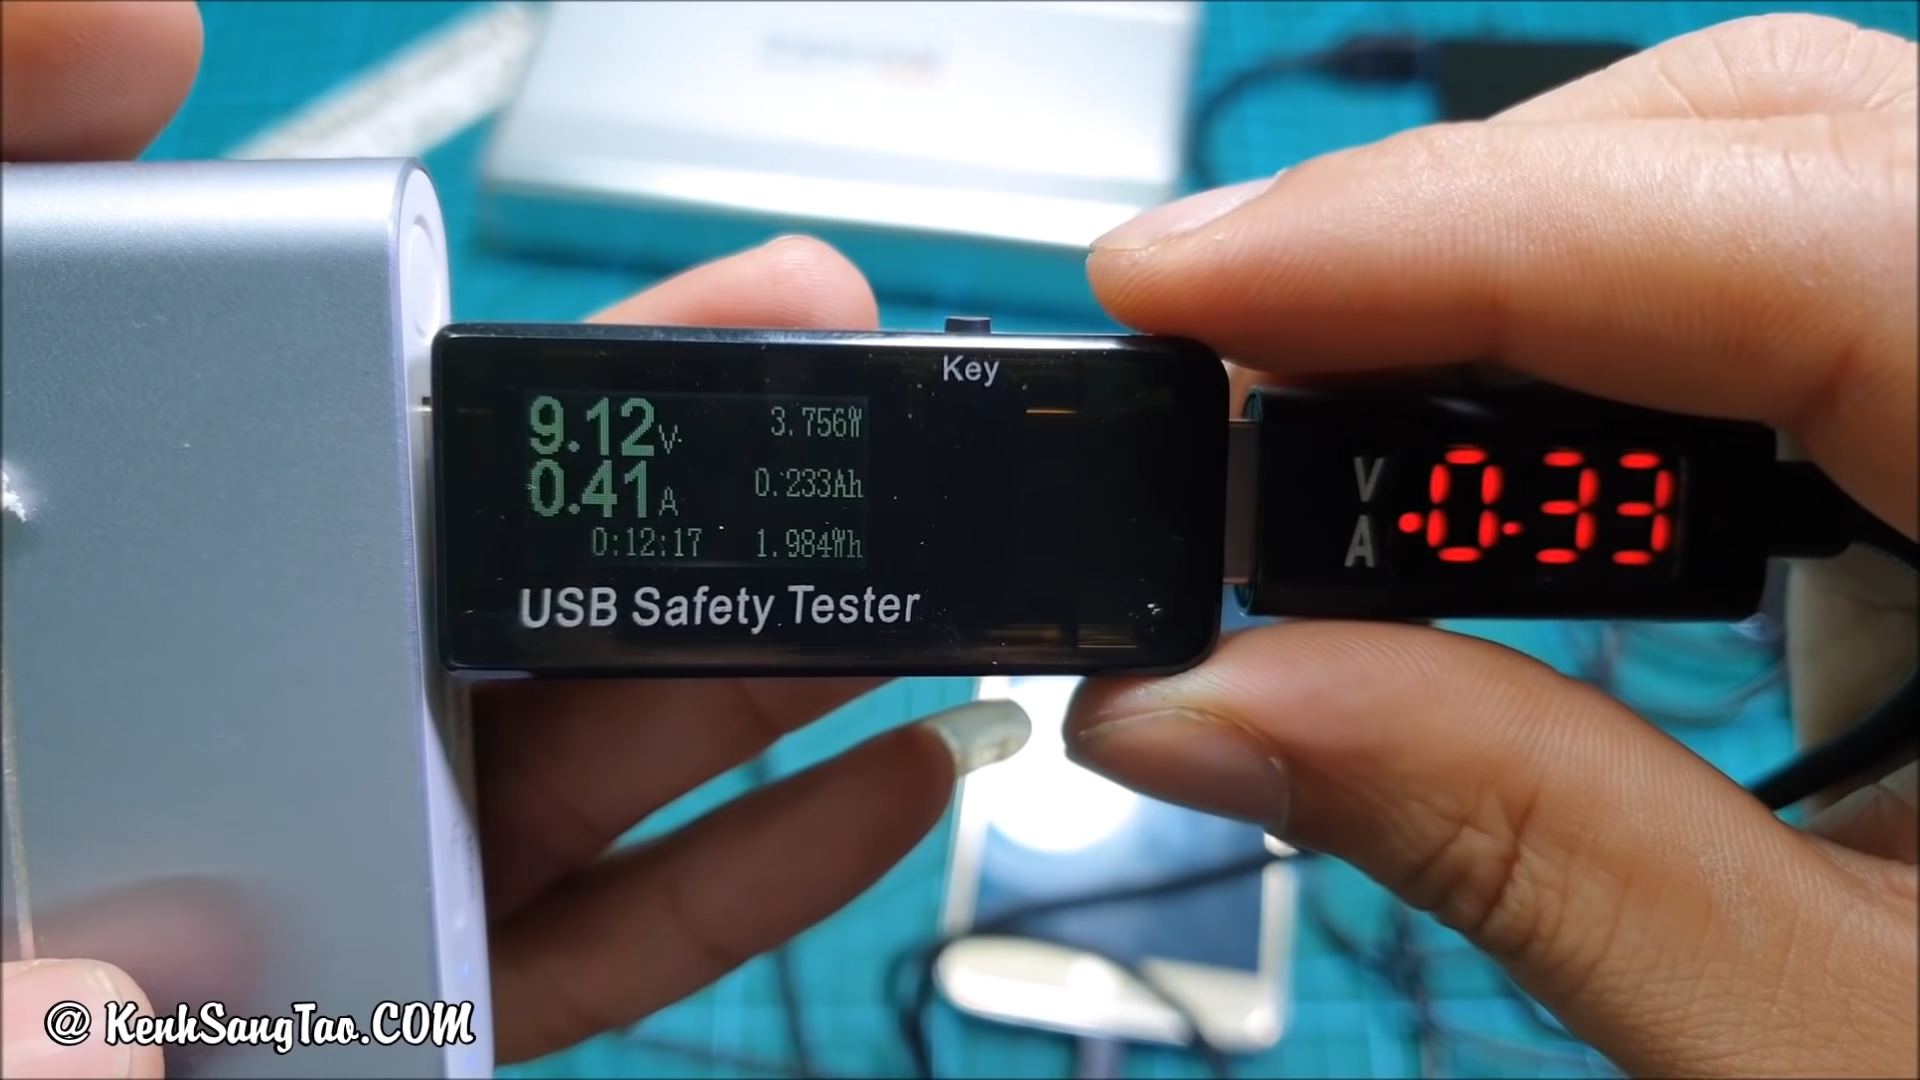 Key
9.12V 3.756W
0.41A 0.233Ah
0:12:17 1.984Wh
USB Safety Tester
V
A
0.33
@ KenhSangTao.COM